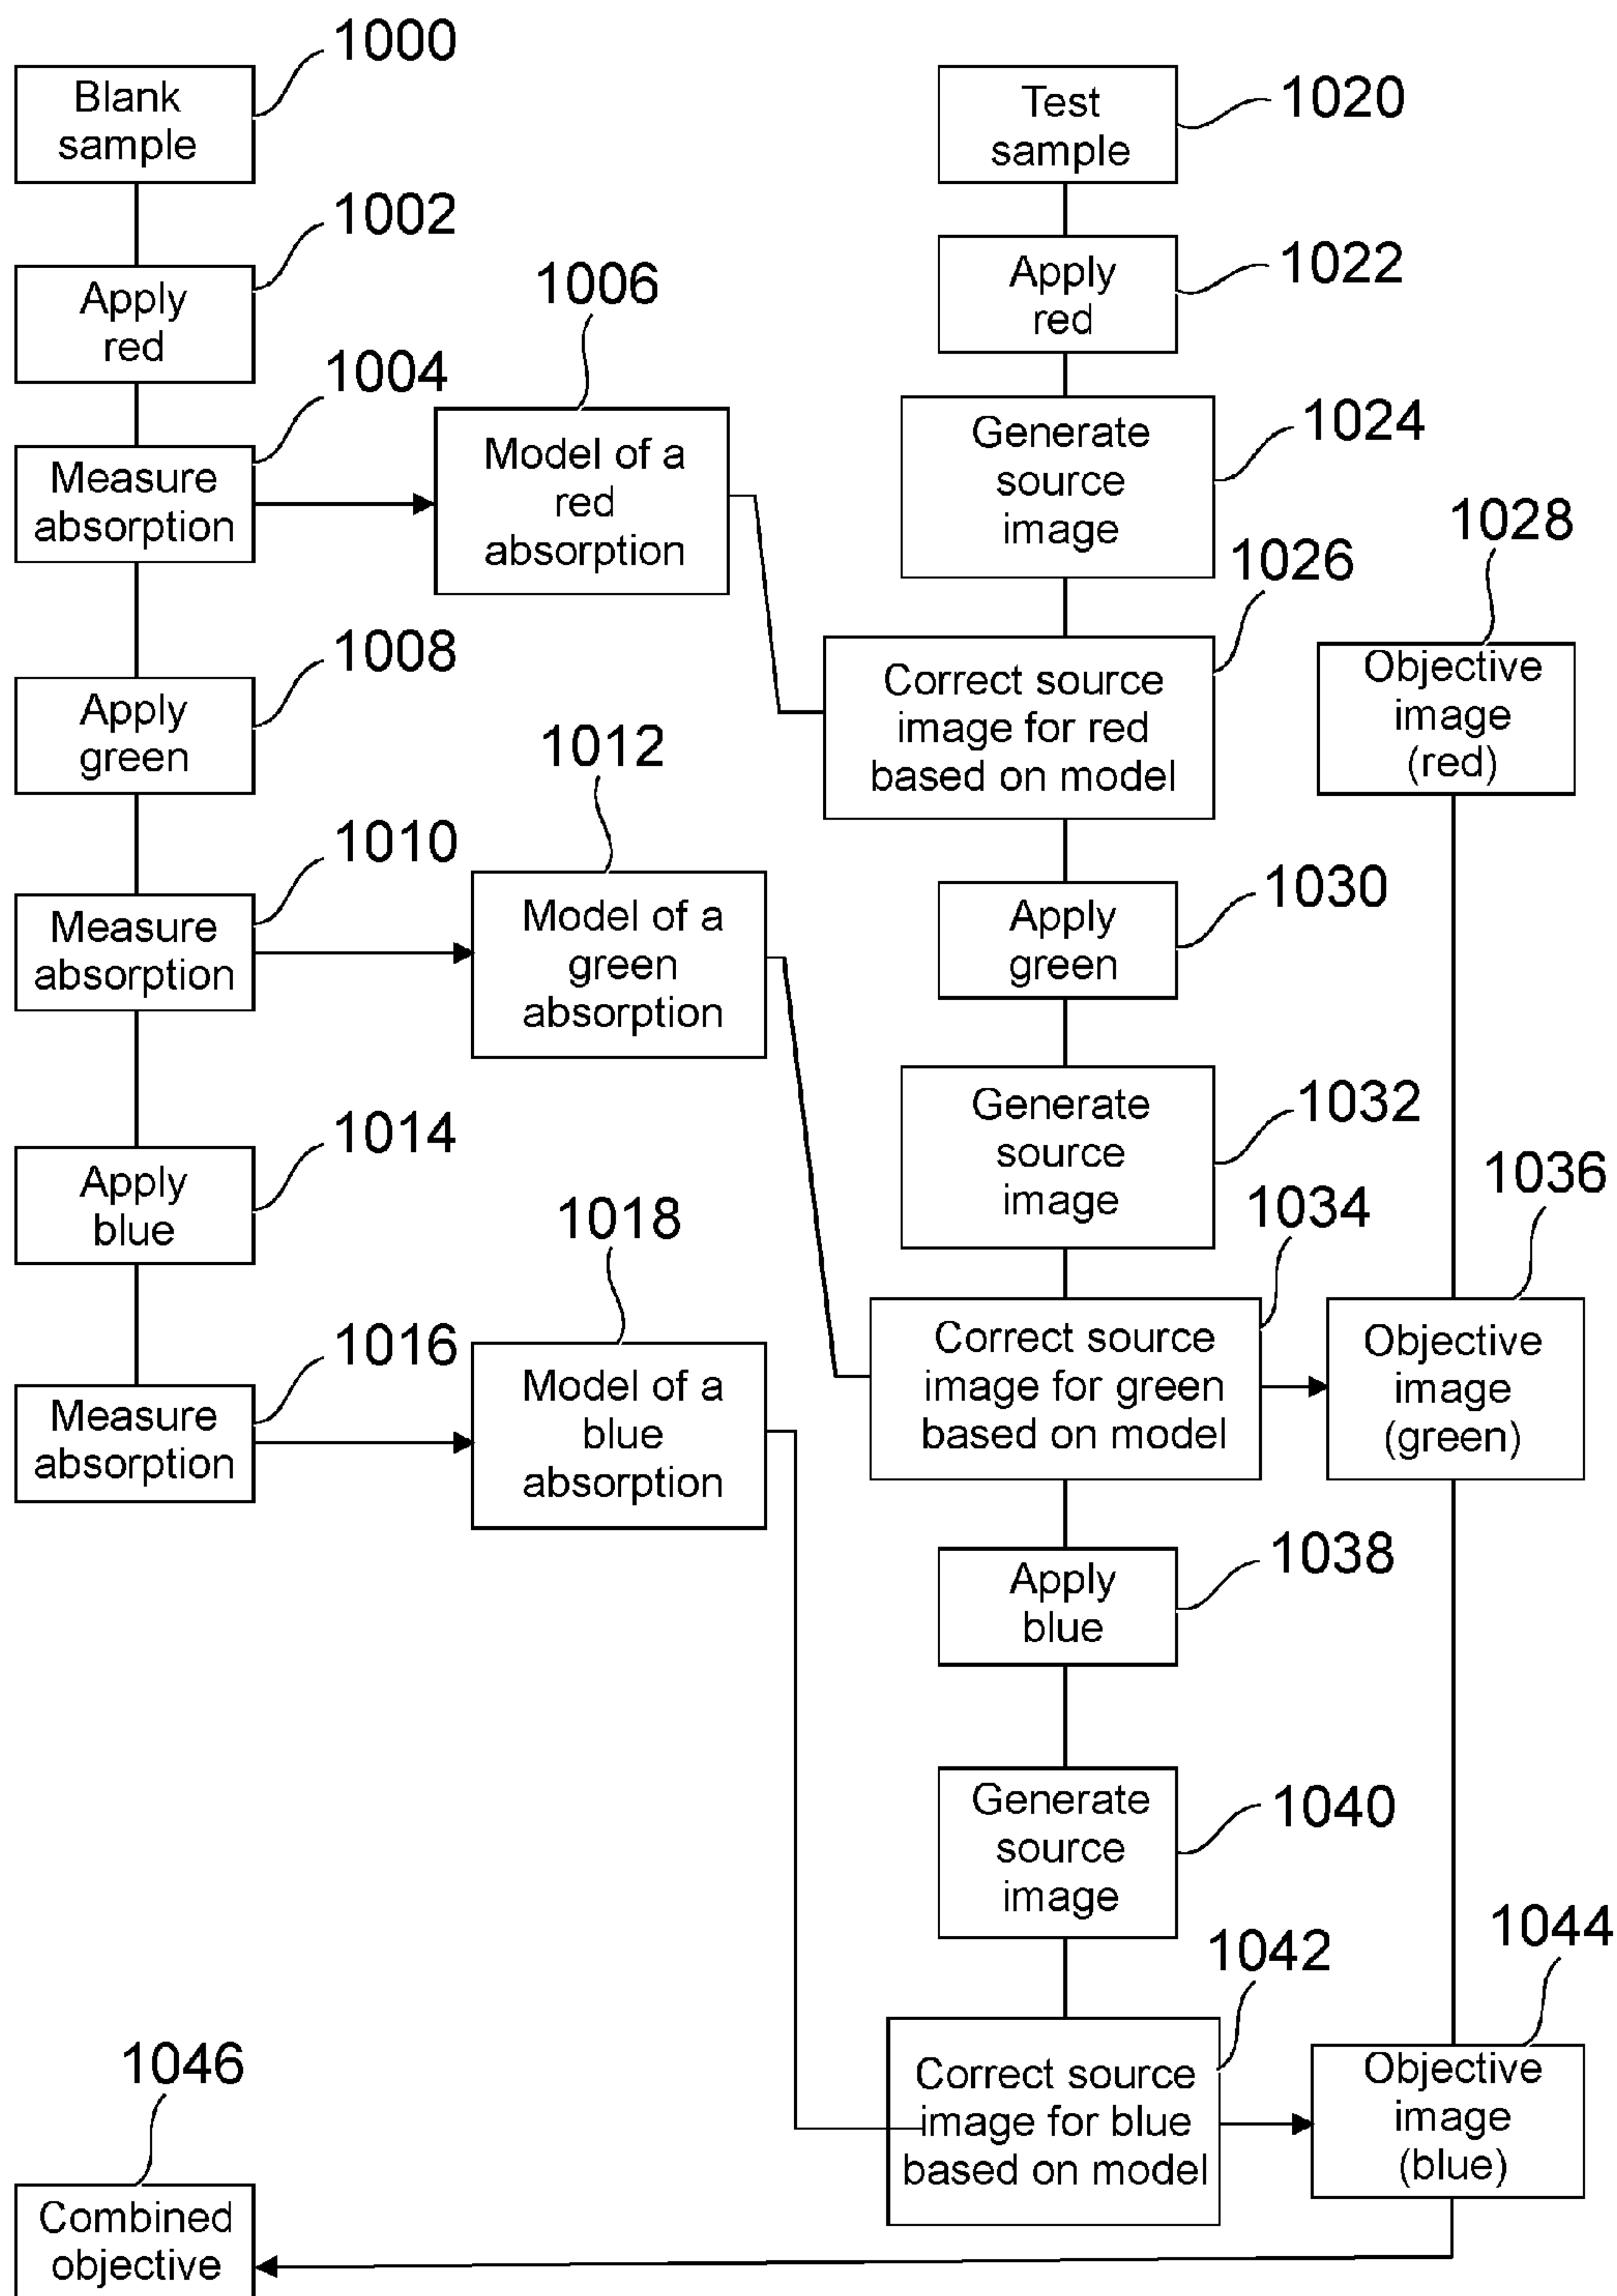 1000
Blank
sample
1002
Apply
red
1004
Measure
absorption
1006
Model of a
red
absorption
1008
Apply
green
1010
Measure
absorption
1012
Model of a
green
absorption
1014
Apply
blue
1016
Measure
absorption
1018
Model of a
blue
absorption
1020
Test
sample
1022
Apply
red
1024
Generate
source
image
1026
Correct source
image for red
based on model
1028
Objective
image
(red)
1030
Apply
green
1032
Generate
source
image
1034
Correct source
image for green
based on model
1036
Objective
image
(green)
1038
Apply
blue
1040
Generate
source
image
1042
Correct source
image for blue
based on model
1044
Objective
image
(blue)
1046
Combined
objective